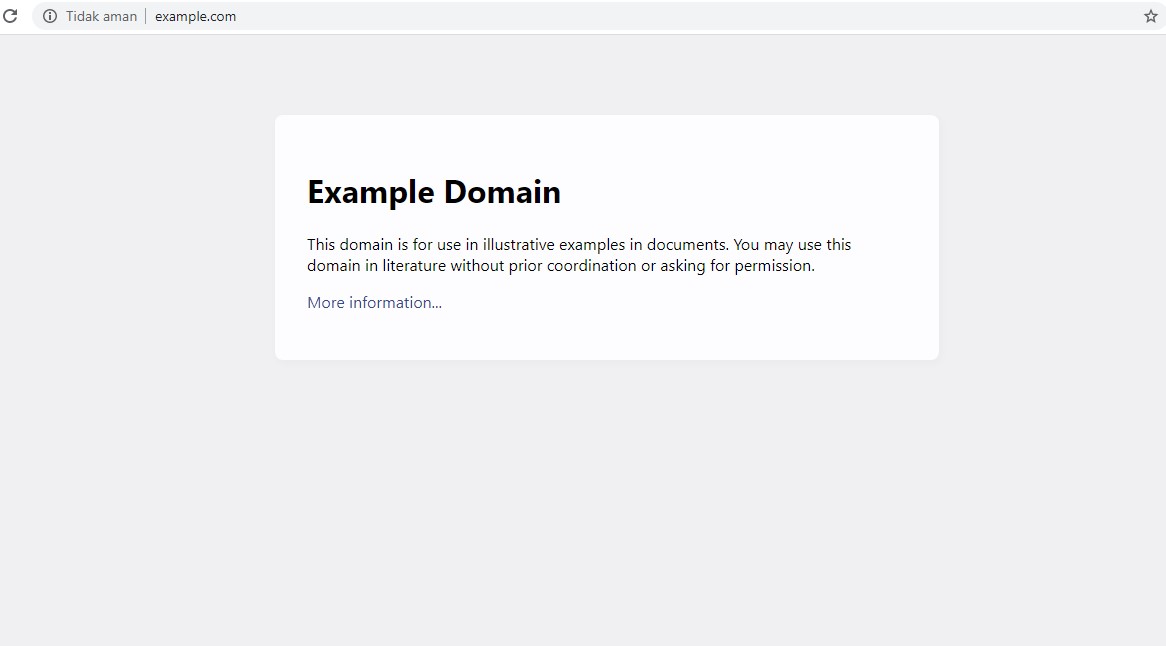 Tidak aman | example.com
Example Domain
This domain is for use in illustrative examples in documents. You may use this
domain in literature without prior coordination or asking for permission.
More information...